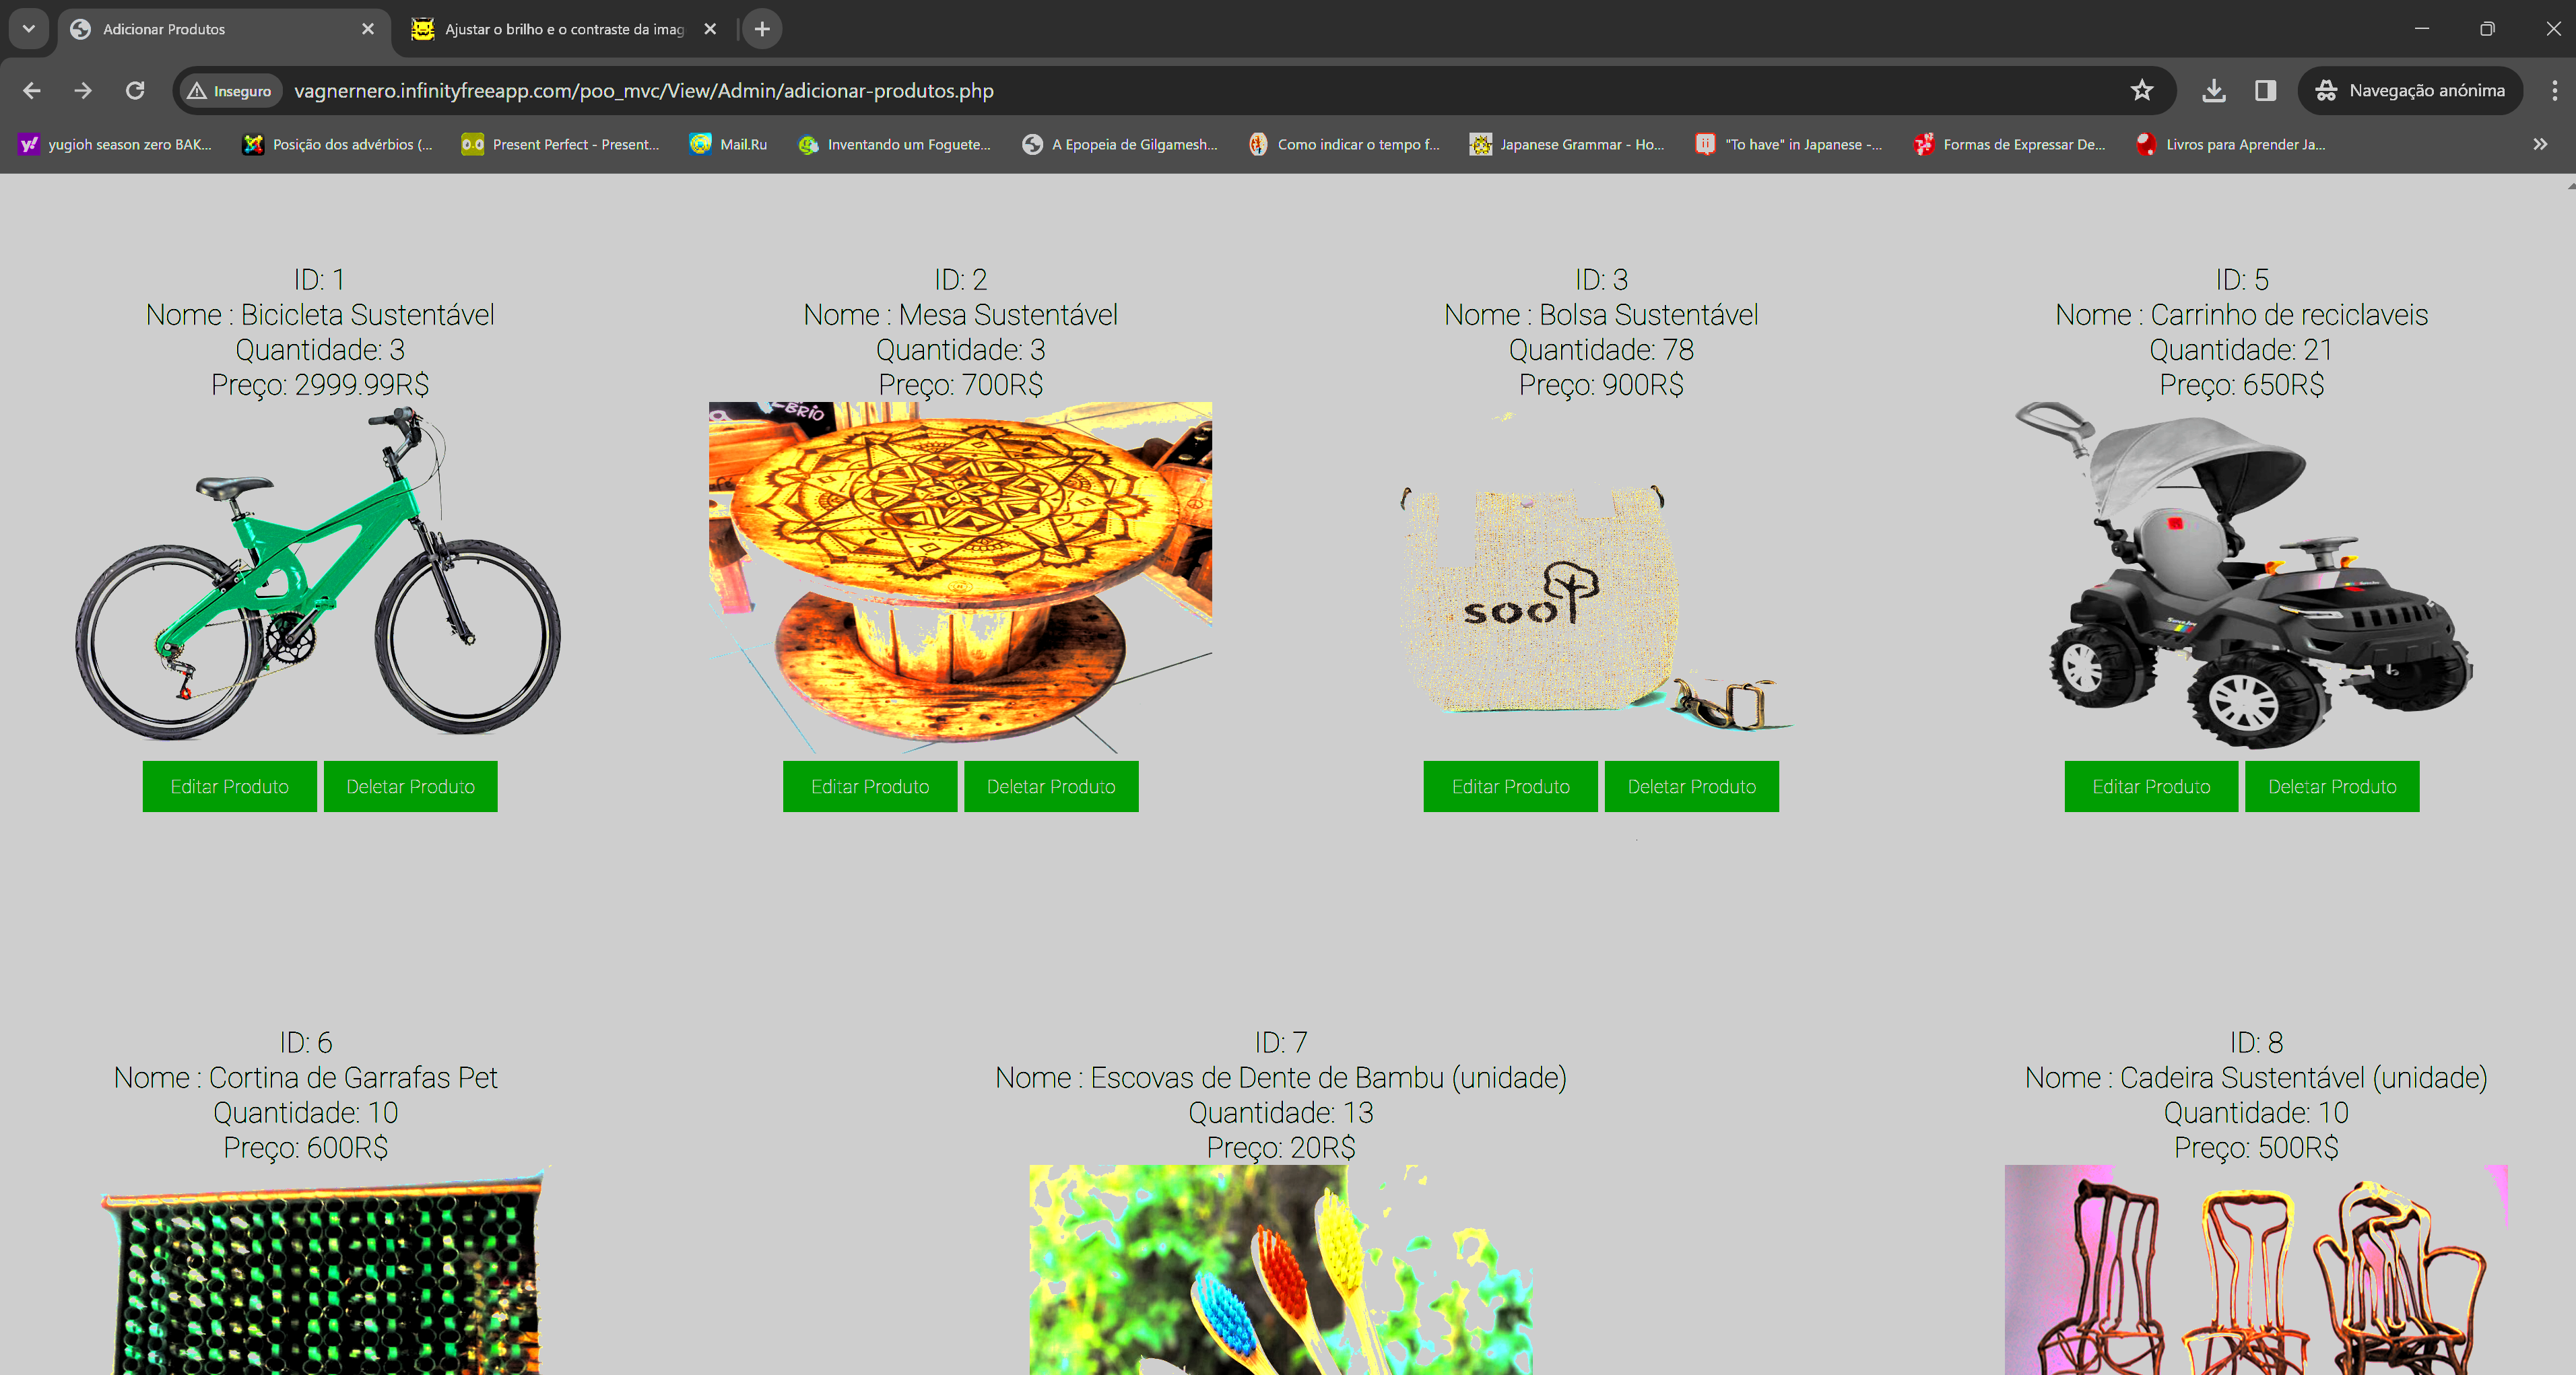 Adicionar Produtos
Ajustar o brilho e o contraste da imag
Inseguro
vagnernero.infinityfreeapp.com/poo_mvc/View/Admin/adicionar-produtos.php
Navegação anónima
yugioh season zero BAK...
Posição dos advérbios (...
Present Perfect - Present...
Mail.Ru
Inventando um Foguete...
A Epopeia de Gilgamesh...
Como indicar o tempo f...
Japanese Grammar - Ho...
"To have" in Japanese -...
Formas de Expressar De...
Livros para Aprender Ja...
ID: 1
Nome : Bicicleta Sustentável
Quantidade: 3
Preço: 2999.99R$
Editar Produto
Deletar Produto
ID: 2
Nome : Mesa Sustentável
Quantidade: 3
Preço: 700R$
Editar Produto
Deletar Produto
ID: 3
Nome : Bolsa Sustentável
Quantidade: 78
Preço: 900R$
soo
Editar Produto
Deletar Produto
ID: 5
Nome : Carrinho de reciclaveis
Quantidade: 21
Preço: 650R$
Editar Produto
Deletar Produto
ID: 6
Nome : Cortina de Garrafas Pet
Quantidade: 10
Preço: 600R$
ID: 7
Nome : Escovas de Dente de Bambu (unidade)
Quantidade: 13
Preço: 20R$
ID: 8
Nome : Cadeira Sustentável (unidade)
Quantidade: 10
Preço: 500R$